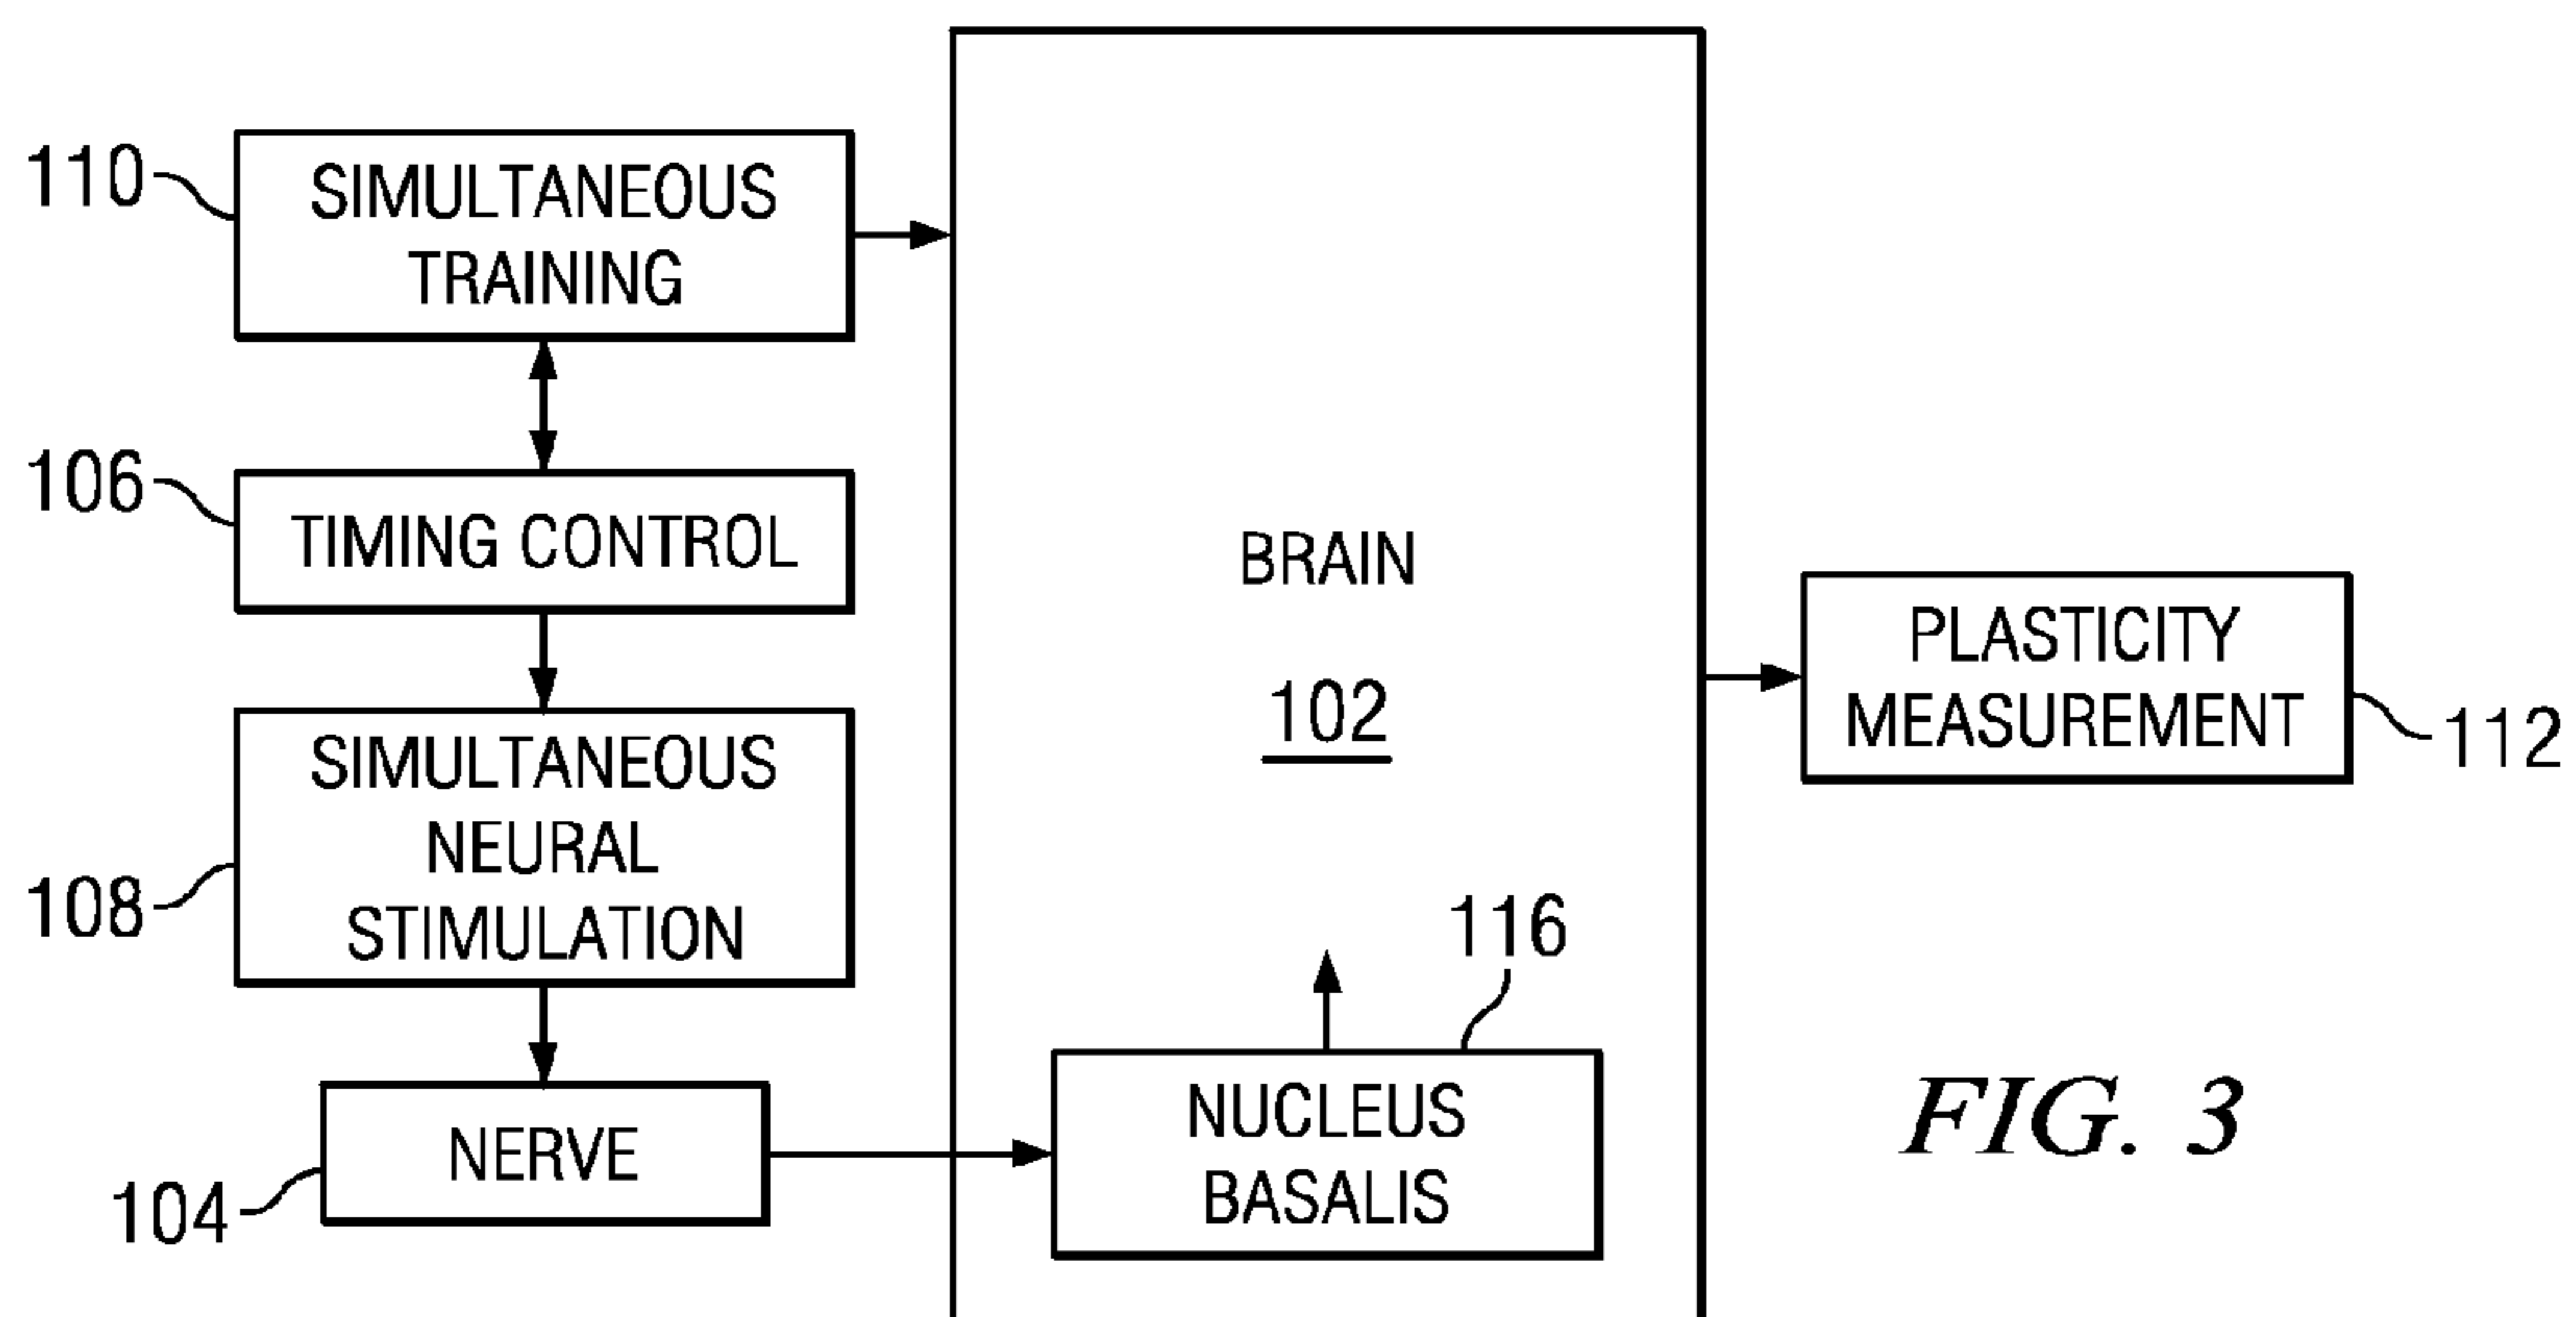 110
SIMULTANEOUS
TRAINING
106
TIMING CONTROL
108
SIMULTANEOUS
NEURAL
STIMULATION
104
NERVE
BRAIN
102
116
NUCLEUS
BASALIS
PLASTICITY
MEASUREMENT
112
FIG. 3